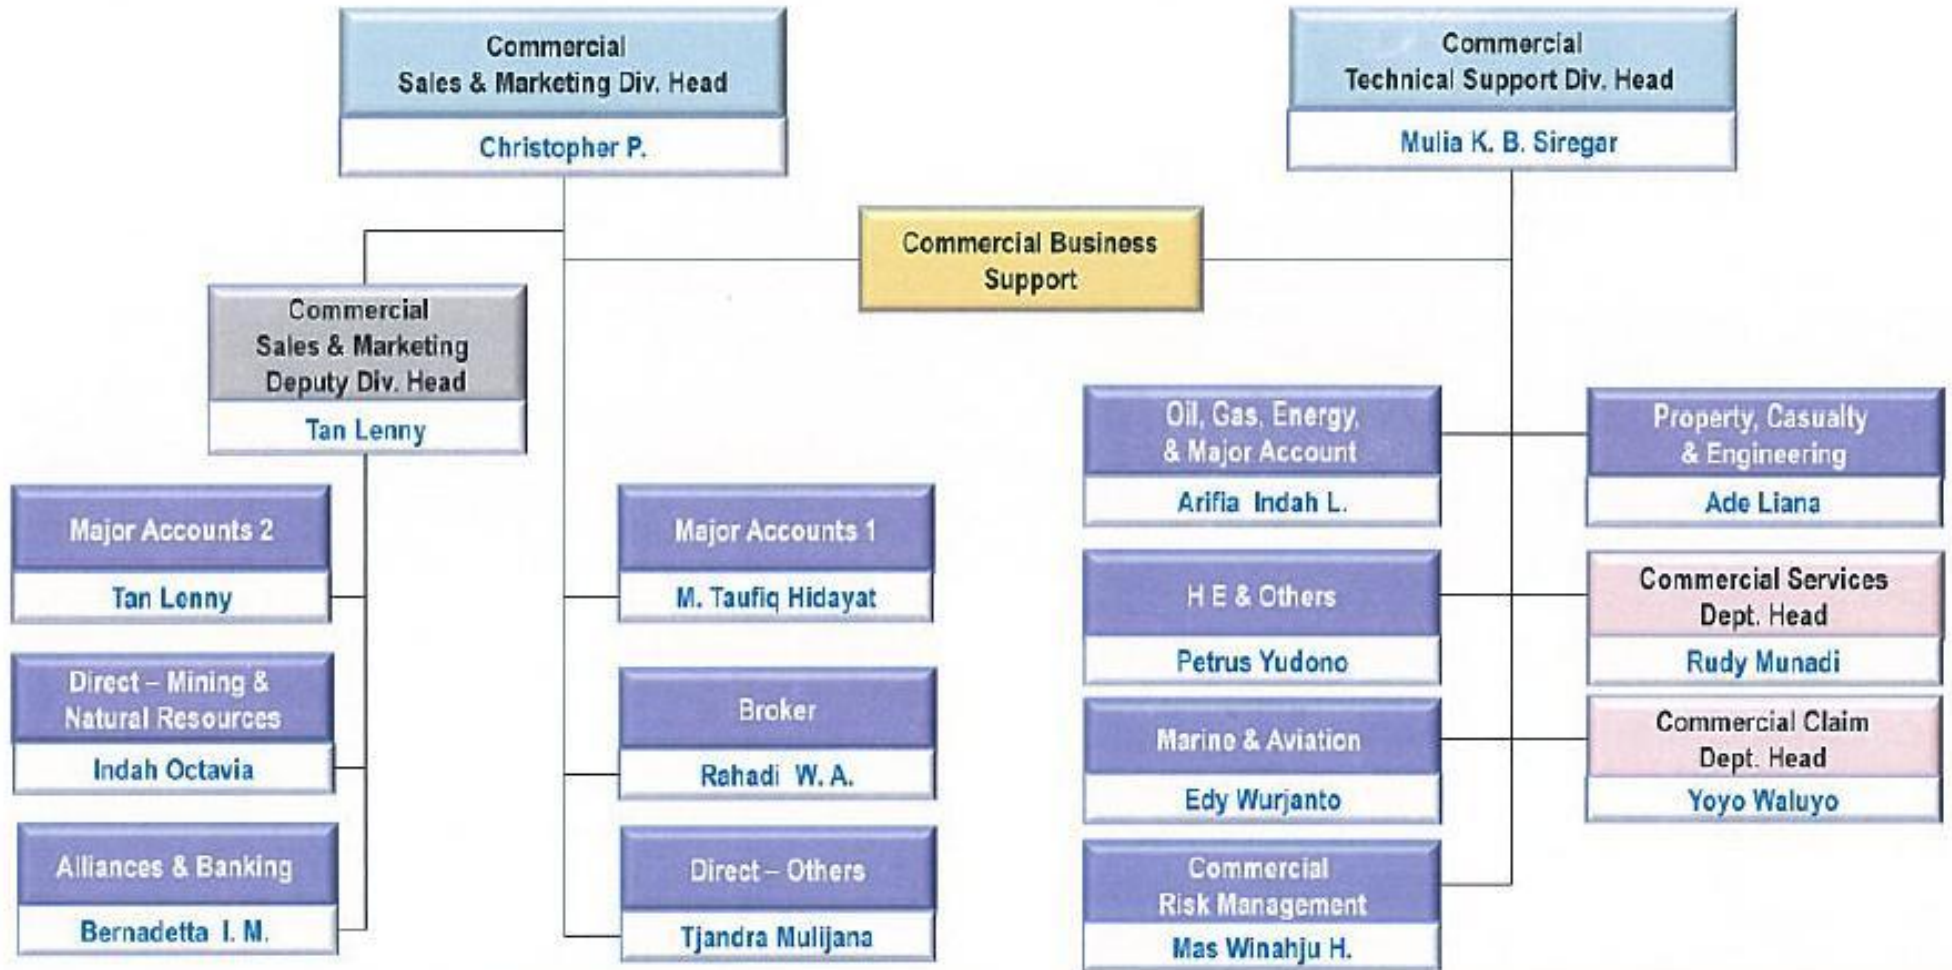 Commercial
Sales & Marketing Div. Head
Christopher P.
Commercial
Technical Support Div. Head
Mulia K. B. Siregar
Commercial Business
Support
Commercial
Sales & Marketing
Deputy Div. Head
Tan Lenny
Major Accounts 2
Tan Lenny
Direct – Mining &
Natural Resources
Indah Octavia
Alliances & Banking
Bernadetta I. M.
Major Accounts 1
M. Taufiq Hidayat
Broker
Rahadi W. A.
Direct – Others
Tjandra Mulijana
Oil, Gas, Energy,
& Major Account
Arifia Indah L.
H E & Others
Petrus Yudono
Marine & Aviation
Edy Wurjanto
Commercial
Risk Management
Mas Winahju H.
Property, Casualty
& Engineering
Ade Liana
Commercial Services
Dept. Head
Rudy Munadi
Commercial Claim
Dept. Head
Yoyo Waluyo